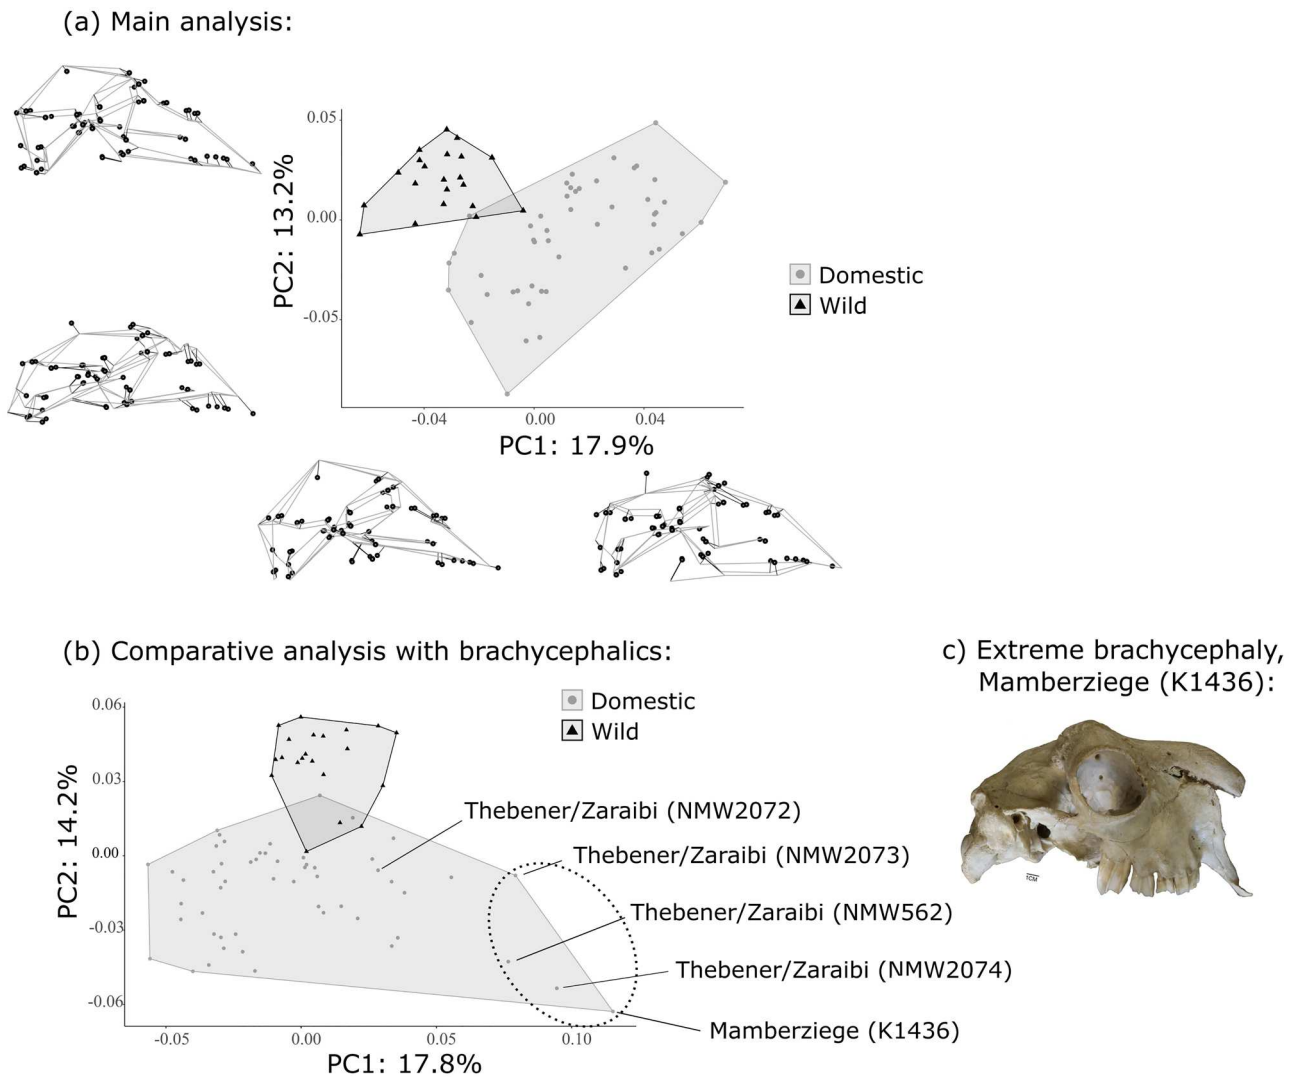 (a) Main analysis:
0.05
0.00
-0.05
PC2: 13.2%
-0.04
0.00
0.04
PC1: 17.9%
Domestic
Wild
(b) Comparative analysis with brachycephalics:
0.06
0.03
0.00
-0.03
-0.06
PC2: 14.2%
-0.05
0.00
0.05
0.10
PC1: 17.8%
Domestic
Wild
Thebener/Zaraibi (NMW2072)
Thebener/Zaraibi (NMW2073)
Thebener/Zaraibi (NMW562)
Thebener/Zaraibi (NMW2074)
Mamberziege (K1436)
c) Extreme brachycephaly,
Mamberziege (K1436):
1CM